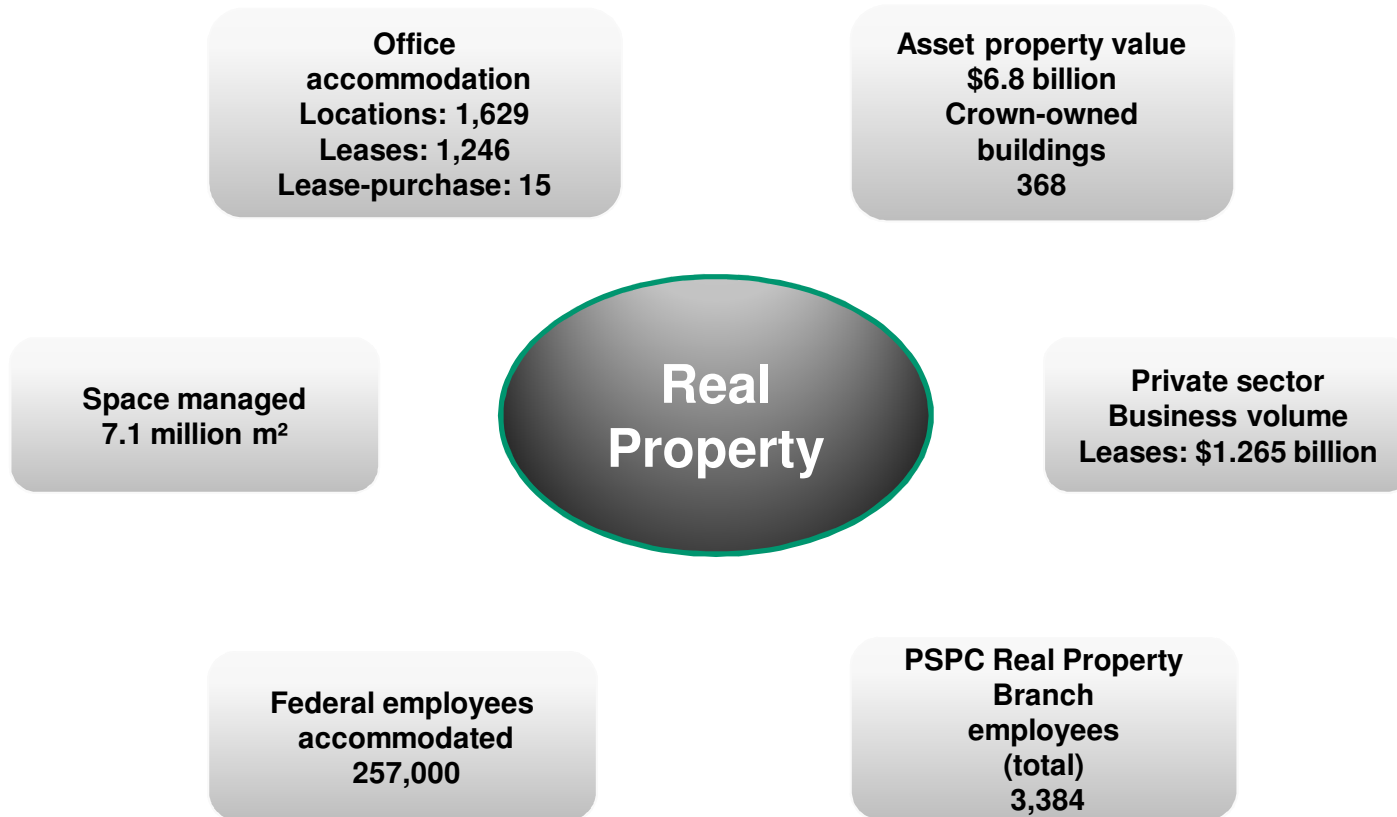 Office
accommodation
Locations: 1,629
Leases: 1,246
Lease-purchase: 15
Asset property value
$6.8 billion
Crown-owned
buildings
368
Space managed
7.1 million m²
Real
Property
Private sector
Business volume
Leases: $1.265 billion
Federal employees
accommodated
257,000
PSPC Real Property
Branch
employees
(total)
3,384